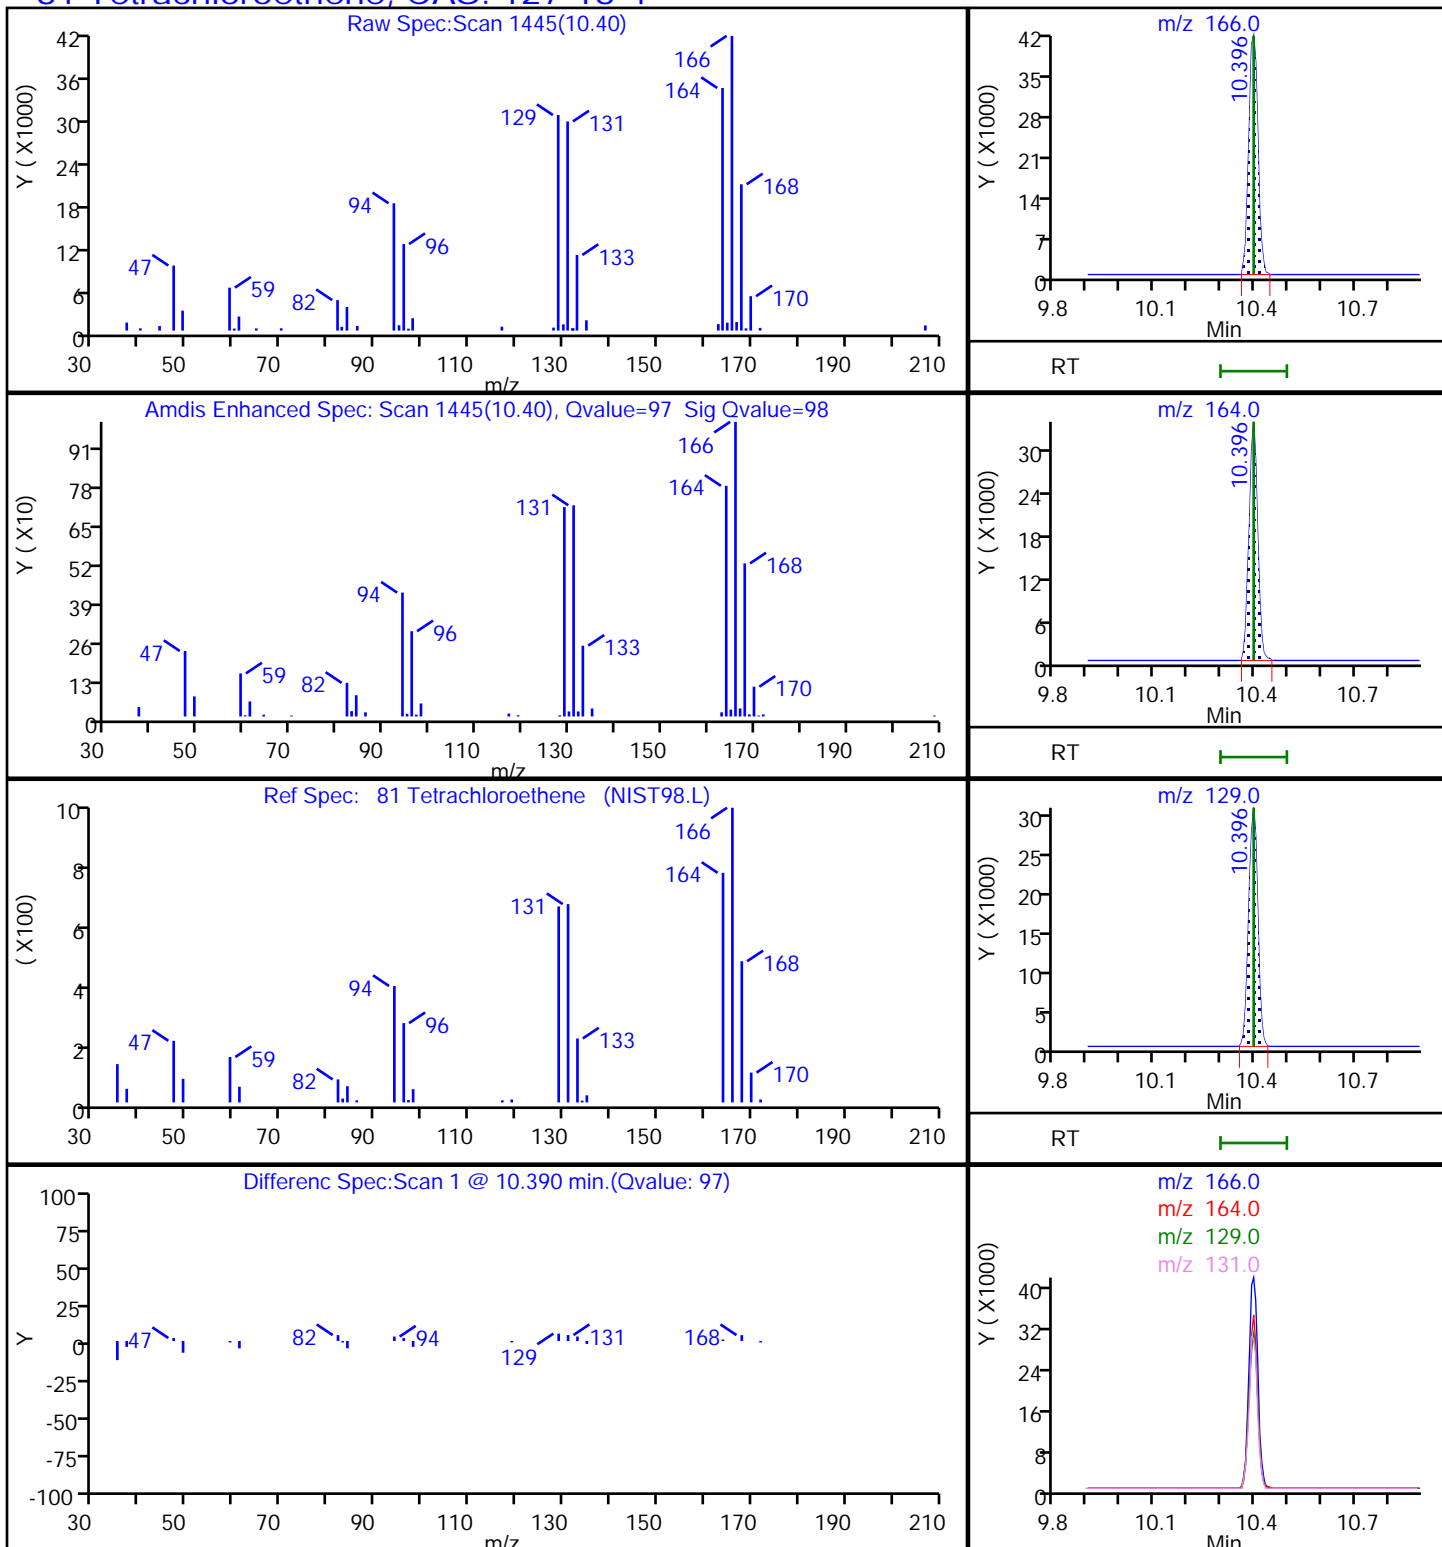 81 Tetrachloroethene, CAS: 127-18-4
Raw Spec:Scan 1445(10.40)
Y ( X1000)
42
36
30
24
18
12
6
0
47
59
82
94
96
129
131
133
164
166
168
170
30 50 70 90 110 130 150 170 190 210
m/z
m/z 166.0
Y ( X1000)
42
35
28
21
14
7
0
10.396
9.8 10.1 10.4 10.7
Min
RT
Amdis Enhanced Spec: Scan 1445(10.40), Qvalue=97 Sig Qvalue=98
Y ( X10)
91
78
65
52
39
26
13
0
47
59
82
94
96
131
133
164
166
168
170
30 50 70 90 110 130 150 170 190 210
m/z
m/z 164.0
Y ( X1000)
30
24
18
12
6
0
10.396
9.8 10.1 10.4 10.7
Min
RT
Ref Spec: 81 Tetrachloroethene (NIST98.L)
( X100)
10
8
6
4
2
0
47
59
82
94
96
131
133
164
166
168
170
30 50 70 90 110 130 150 170 190 210
m/z 129.0
Y ( X1000)
30
25
20
15
10
5
0
10.396
9.8 10.1 10.4 10.7
Min
RT
Differenc Spec:Scan 1 @ 10.390 min.(Qvalue: 97)
Y
100
75
50
25
0
-25
-50
-75
-100
47
82
94
129
131
168
30 50 70 90 110 130 150 170 190 210
m/z
m/z 166.0
m/z 164.0
m/z 129.0
m/z 131.0
Y ( X1000)
40
32
24
16
8
0
9.8 10.1 10.4 10.7
Min